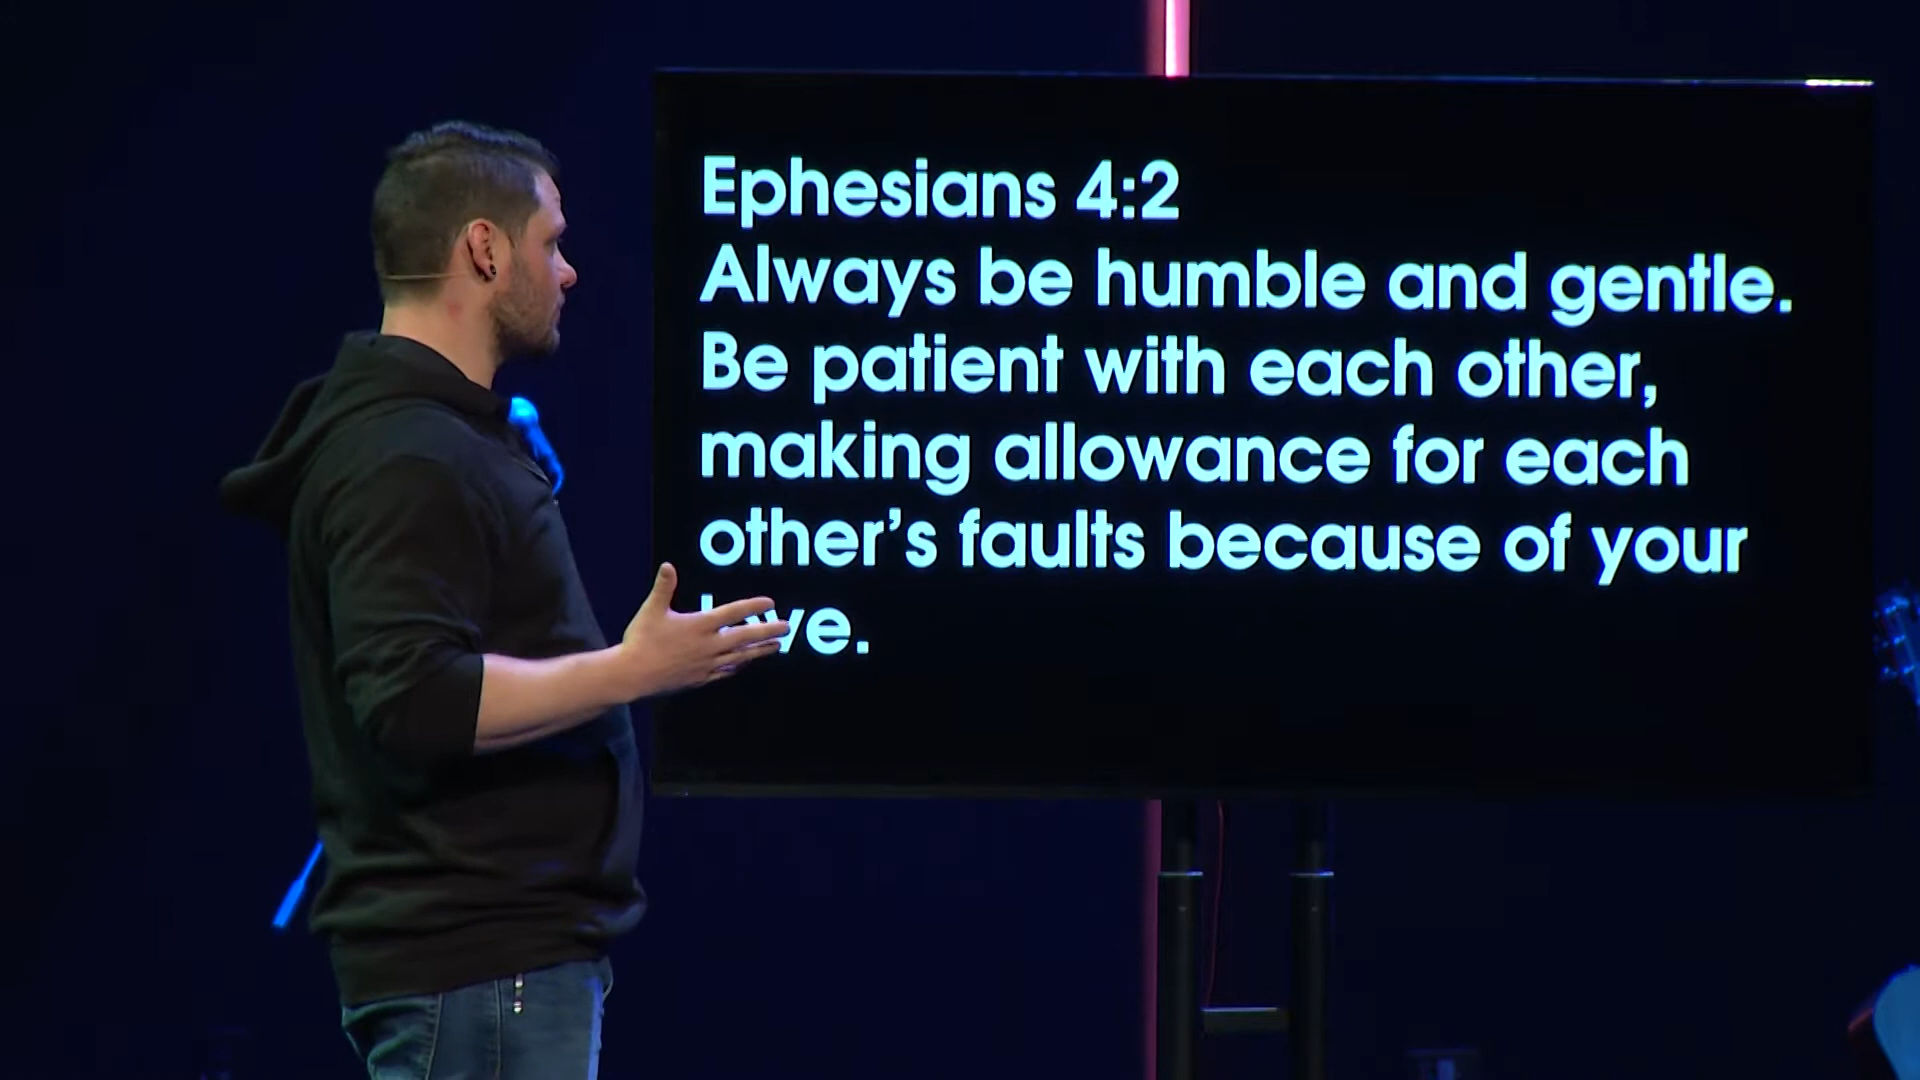 Ephesians 4:2
Always be humble and gentle.
Be patient with each other,
making allowance for each
other’s faults because of your
love.